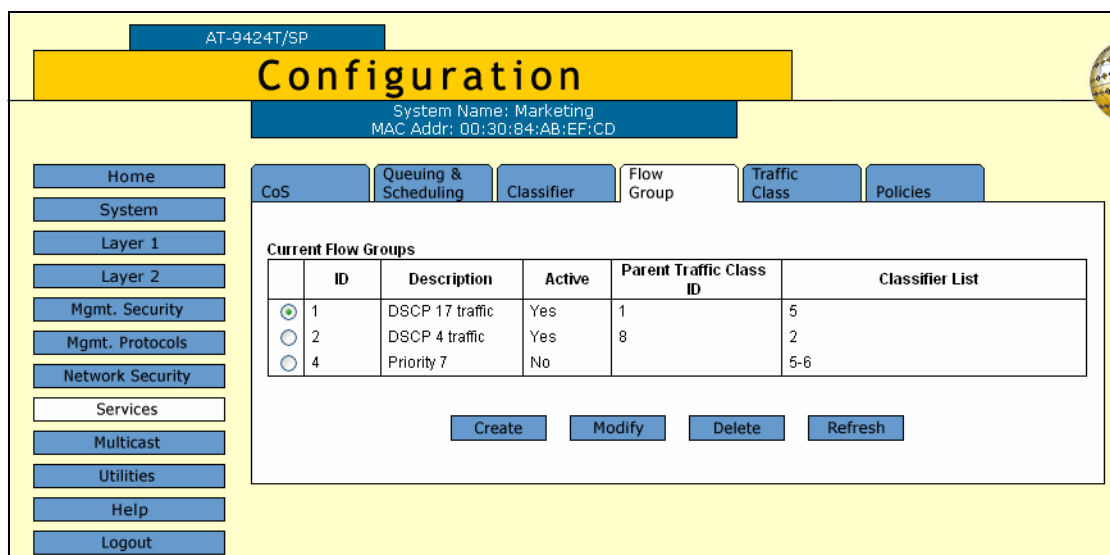 AT-9424T/SP
Configuration
System Name: Marketing
MAC Addr: 00:30:84:AB:EF:CD
Home
System
Layer 1
Layer 2
Mgmt. Security
Mgmt. Protocols
Network Security
Services
Multicast
Utilities
Help
Logout
CoS
Queuing &
Scheduling
Classifier
Flow
Group
Traffic
Class
Policies
Current Flow Groups
ID Description Active Parent Traffic Class ID Classifier List
1 DSCP 17 traffic Yes 1 5
2 DSCP 4 traffic Yes 8 2
4 Priority 7 No 5-6
Create Modify Delete Refresh